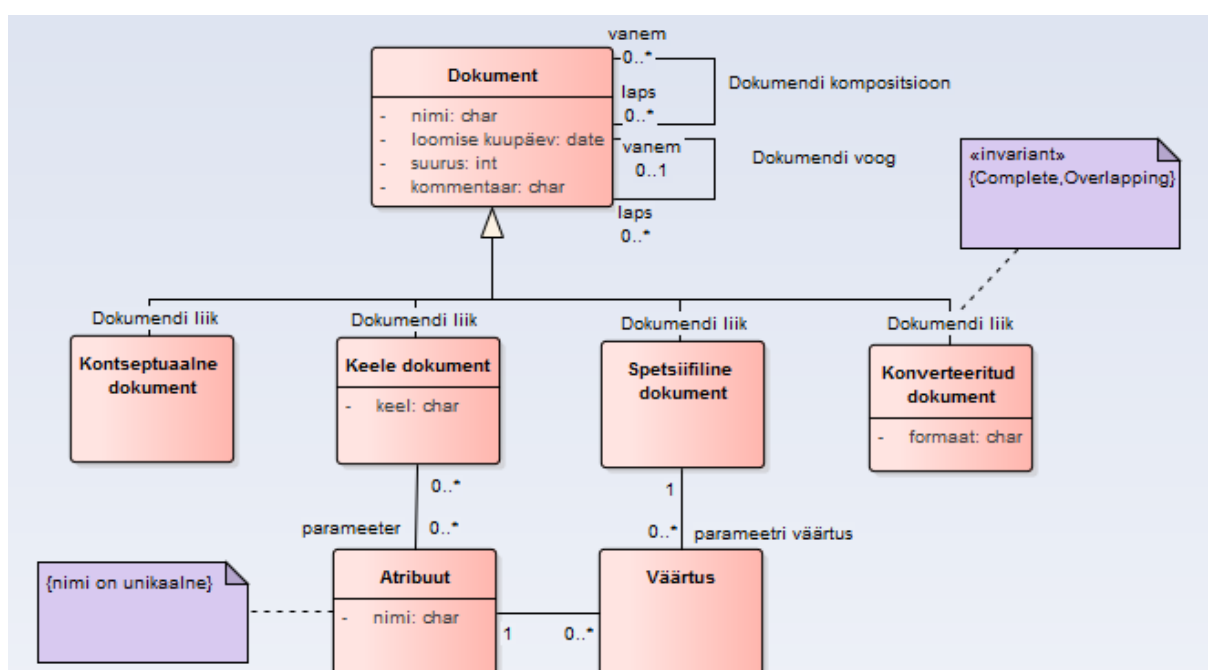 vanem
0..*
Dokument
Dokumendi kompositsioon
laps
0..*
- nimi: char
- loomise kuupäev: date
- suurus: int
- kommentaar: char
vanem
0..1
Dokumendi voog
laps
0..*
«invariant»
{Complete,Overlapping}
Dokumendi liik
Dokumendi liik
Dokumendi liik
Dokumendi liik
Kontseptuaalne
dokument
Keele dokument
- keel: char
Spetsiifiline
dokument
Konverteeritud
dokument
- formaat: char
0..*
parameeter
0..*
1
0..*
parameetri väärtus
{nimi on unikaalne}
Atribuut
- nimi: char
1
0..*
Väärtus